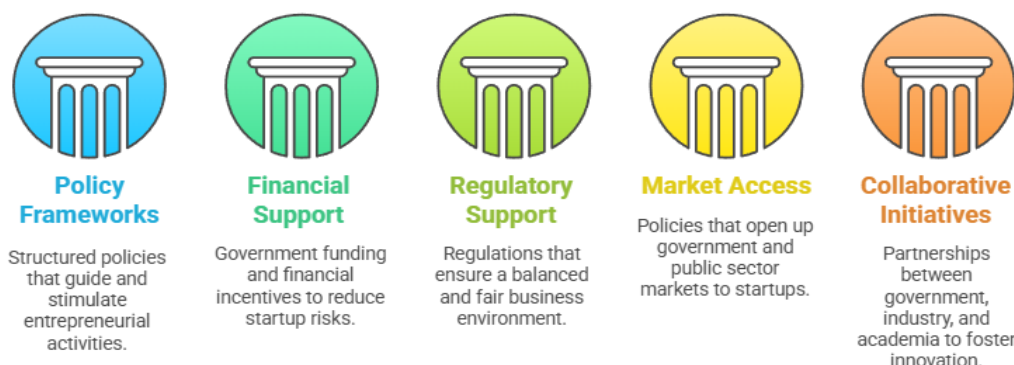 Policy
Frameworks
Structured policies
that guide and
stimulate
entrepreneurial
activities.
Financial
Support
Government funding
and financial
incentives to reduce
startup risks.
Regulatory
Support
Regulations that
ensure a balanced
and fair business
environment.
Market Access
Policies that open up
government and
public sector
markets to startups.
Collaborative
Initiatives
Partnerships
between
government,
industry, and
academia to foster
innovation.